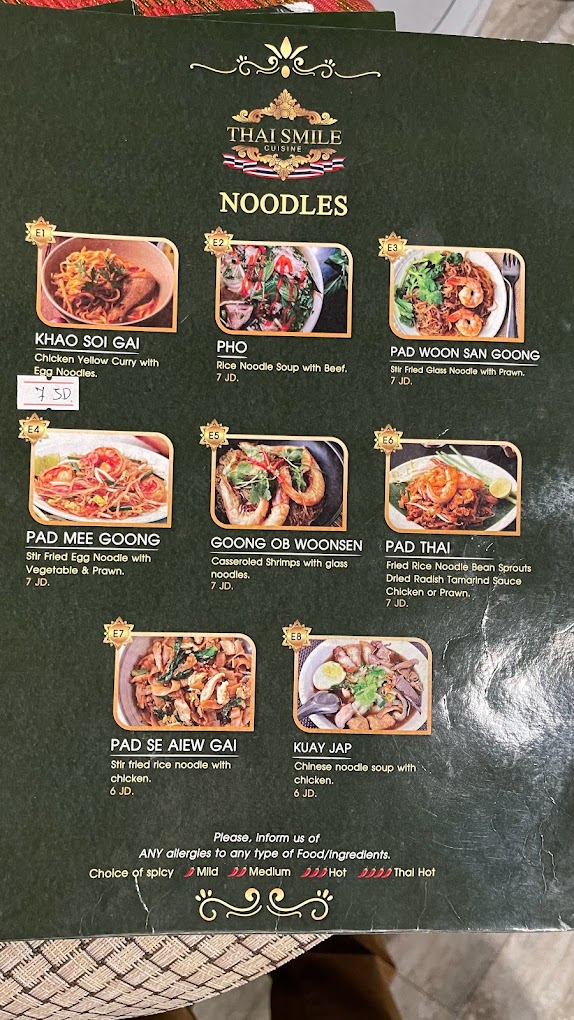 THAI SMILE
CUISINE
NOODLES
E1
KHAO SOI GAI
Chicken Yellow Curry with
Egg Noodles.
7 JD.
E2
PHO
Rice Noodle Soup with Beef.
7 JD.
E3
PAD WOON SAN GOONG
Stir Fried Glass Noodle with Prawn.
7 JD.
E4
PAD MEE GOONG
Stir Fried Egg Noodle with
Vegetable & Prawn.
7 JD.
E5
GOONG OB WOONSEN
Casseroled Shrimps with glass
noodles.
7 JD.
E6
PAD THAI
Fried Rice Noodle Bean Sprouts
Dried Radish Tamarind Sauce
Chicken or Prawn.
7 JD.
E7
PAD SE AIEW GAI
Stir fried rice noodle with
chicken.
6 JD.
E8
KUAY JAP
Chinese noodle soup with
chicken.
6 JD.
Please, inform us of
ANY allergies to any type of Food/Ingredients.
Choice of spicy Mild Medium Hot Thai Hot